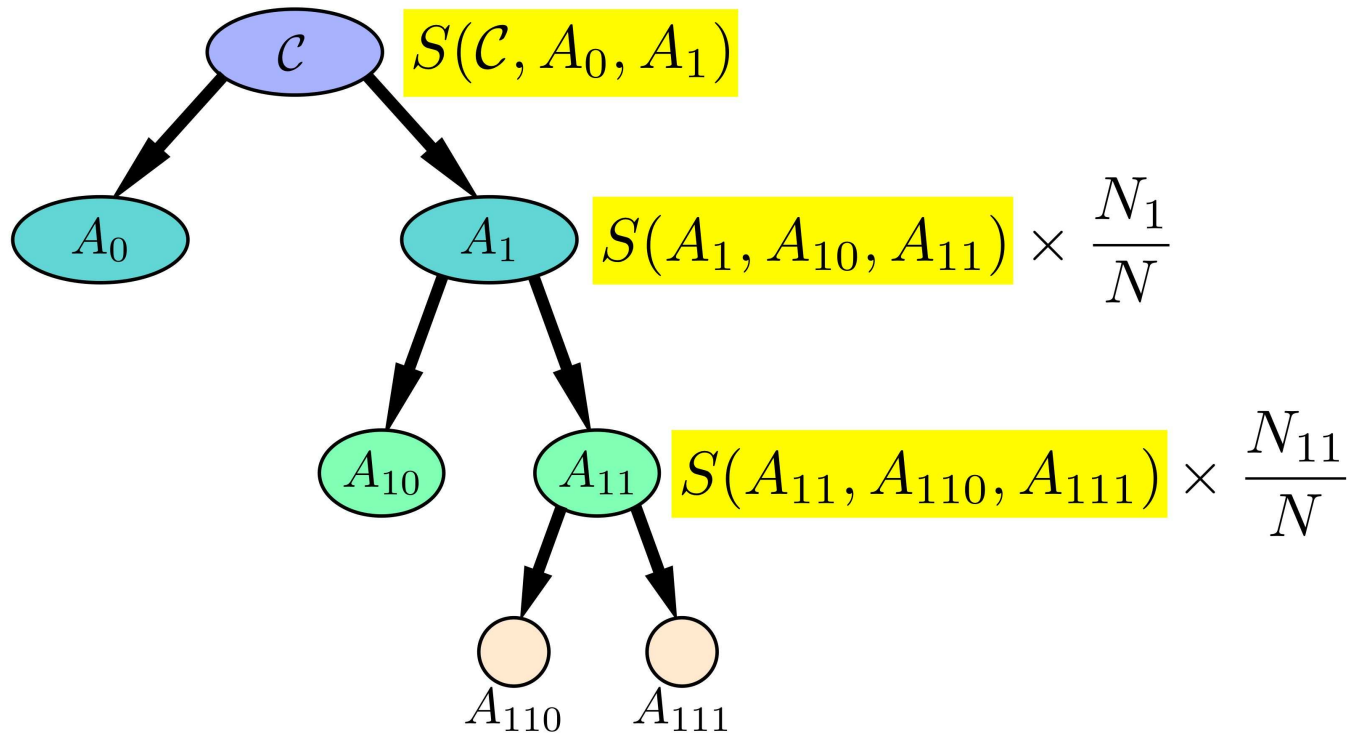 𝒞 S(𝒞, A₀, A₁)
A₀ A₁ S(A₁, A₁₀, A₁₁) × N₁/N
A₁₀ A₁₁ S(A₁₁, A₁₁₀, A₁₁₁) × N₁₁/N
A₁₁₀ A₁₁₁